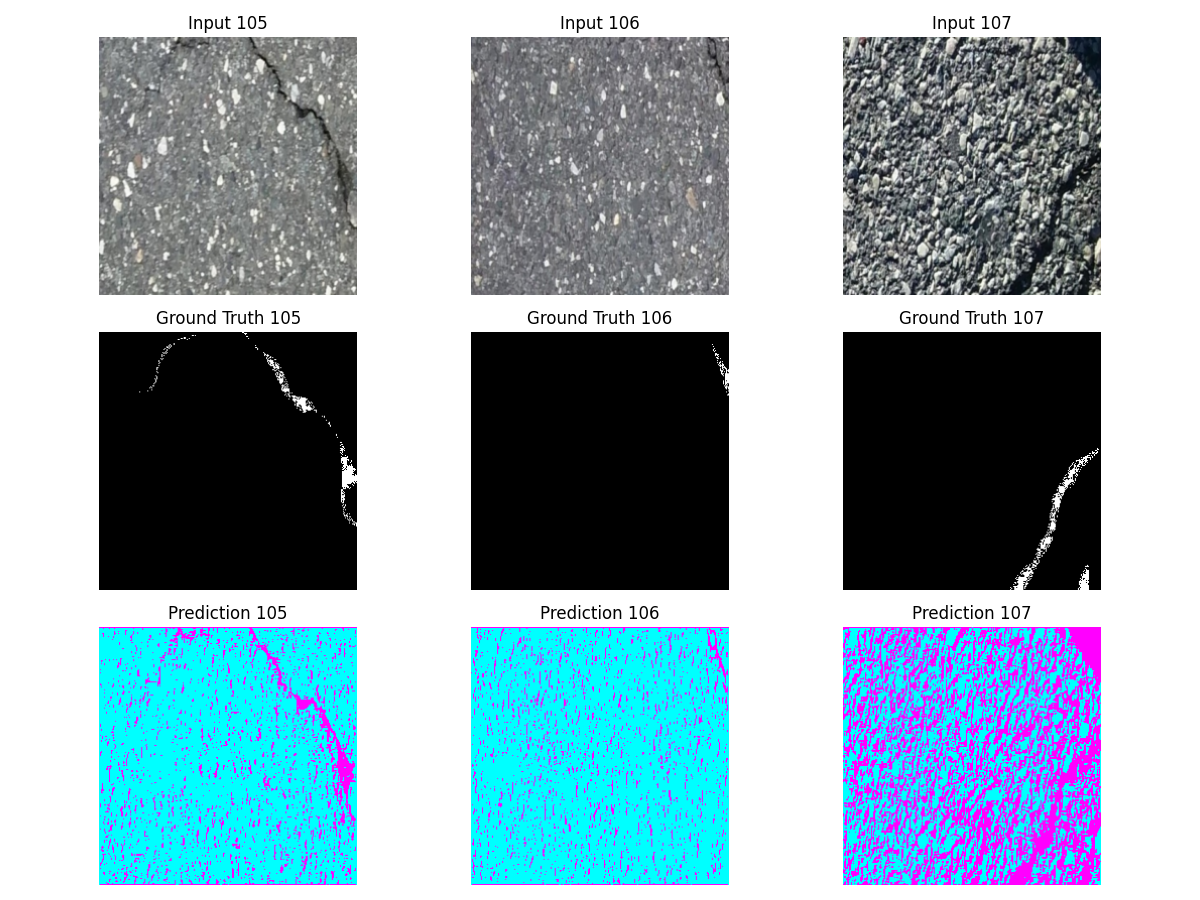 Input 105
Input 106
Input 107
Ground Truth 105
Ground Truth 106
Ground Truth 107
Prediction 105
Prediction 106
Prediction 107